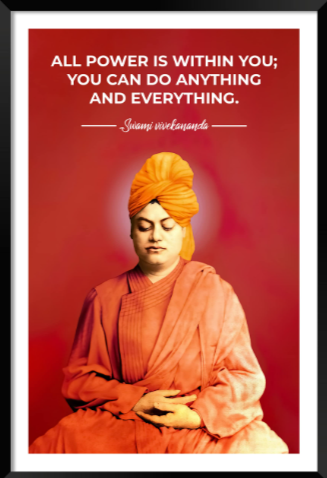 ALL POWER IS WITHIN YOU;
YOU CAN DO ANYTHING
AND EVERYTHING.
Swami vivekananda